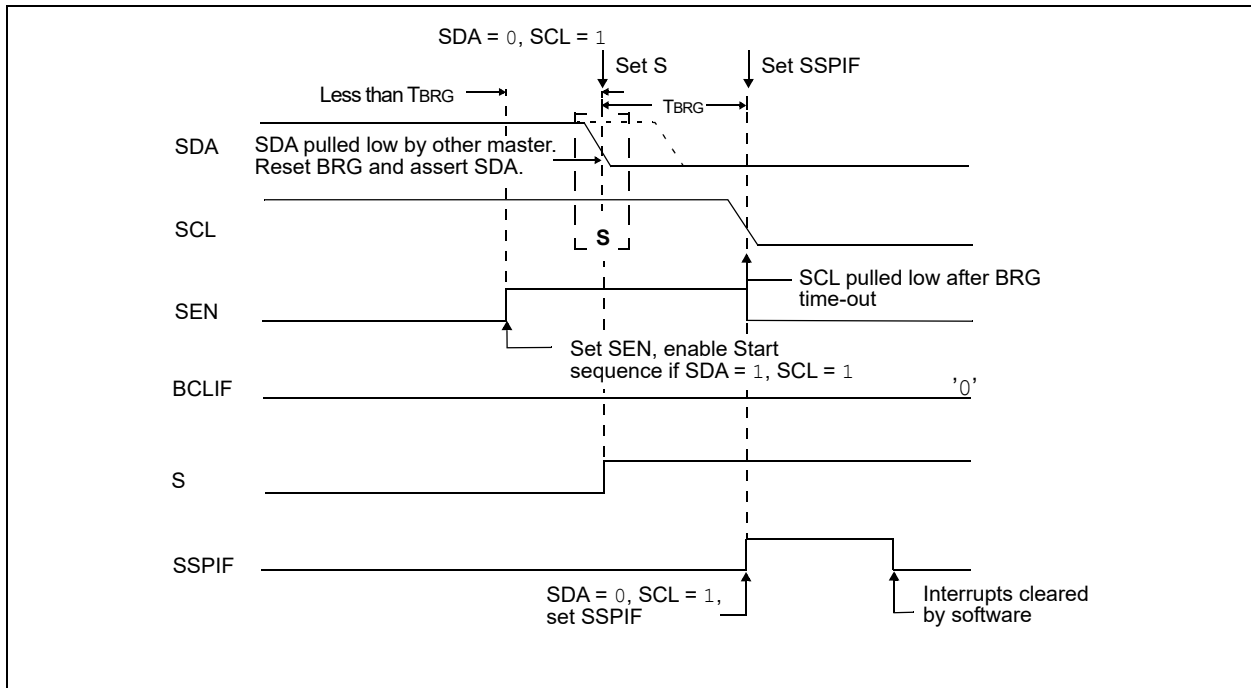 SDA = 0, SCL = 1
Set S
Set SSPIF
Less than TBRG
TBRG
SDA
SDA pulled low by other master.
Reset BRG and assert SDA.
SCL
S
SCL pulled low after BRG
time-out
SEN
Set SEN, enable Start
sequence if SDA = 1, SCL = 1
BCLIF
'0'
S
SSPIF
SDA = 0, SCL = 1,
set SSPIF
Interrupts cleared
by software